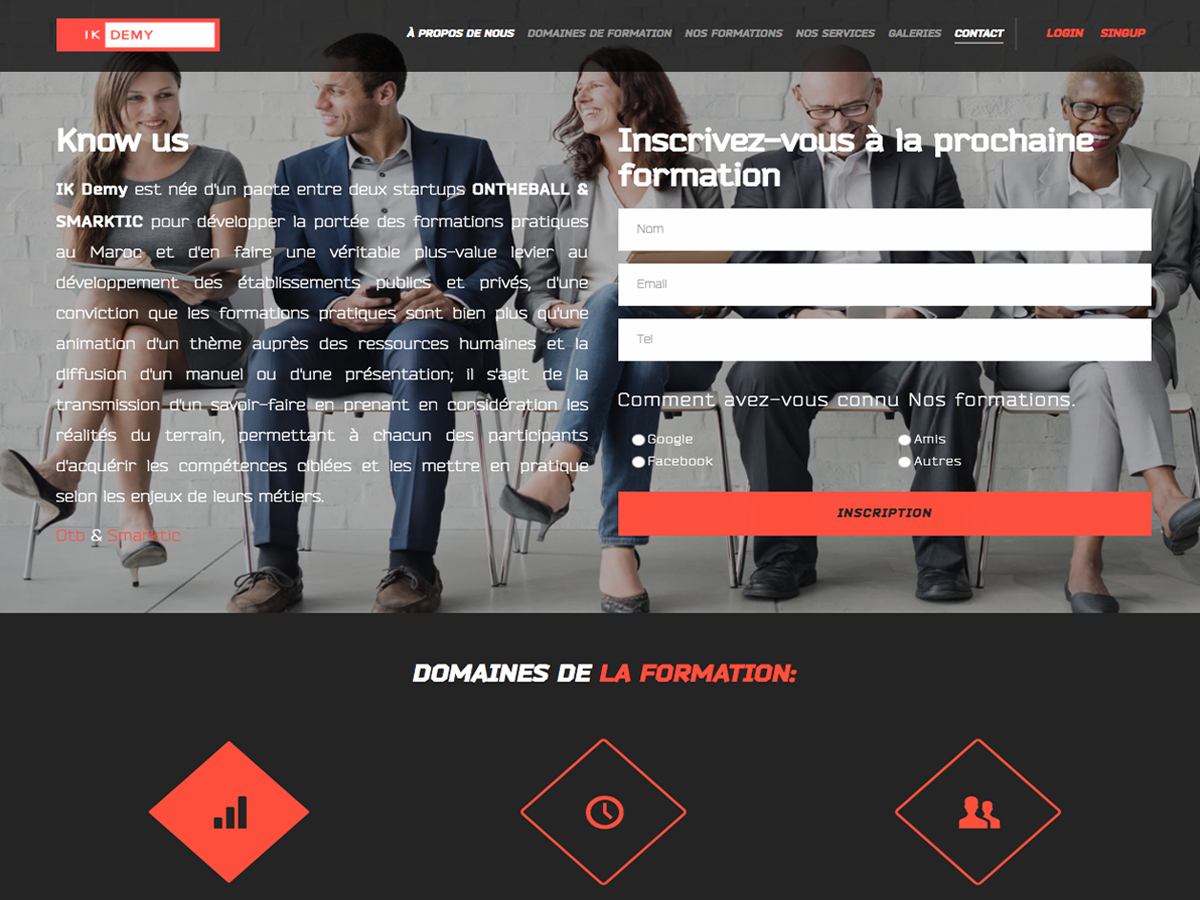 IK DEMY
À PROPOS DE NOUS DOMAINES DE FORMATION NOS FORMATIONS NOS SERVICES GALERIES CONTACT LOGIN SINGUP
Know us
IK Demy est née d'un pacte entre deux startups ONTHEBALL &
SMARKTIC pour développer la portée des formations pratiques
au Maroc et d'en faire une véritable plus-value levier au
développement des établissements publics et privés, d'une
conviction que les formations pratiques sont bien plus qu'une
animation d'un thème auprès des ressources humaines et la
diffusion d'un manuel ou d'une présentation; il s'agit de la
transmission d'un savoir-faire en prenant en considération les
réalités du terrain, permettant à chacun des participants
d'acquérir les compétences ciblées et les mettre en pratique
selon les enjeux de leurs métiers.
Otb & Smarktic
Inscrivez-vous à la prochaine
formation
Nom
Email
Tel
Comment avez-vous connu Nos formations.
Google
Amis
Facebook
Autres
INSCRIPTION
DOMAINES DE LA FORMATION: